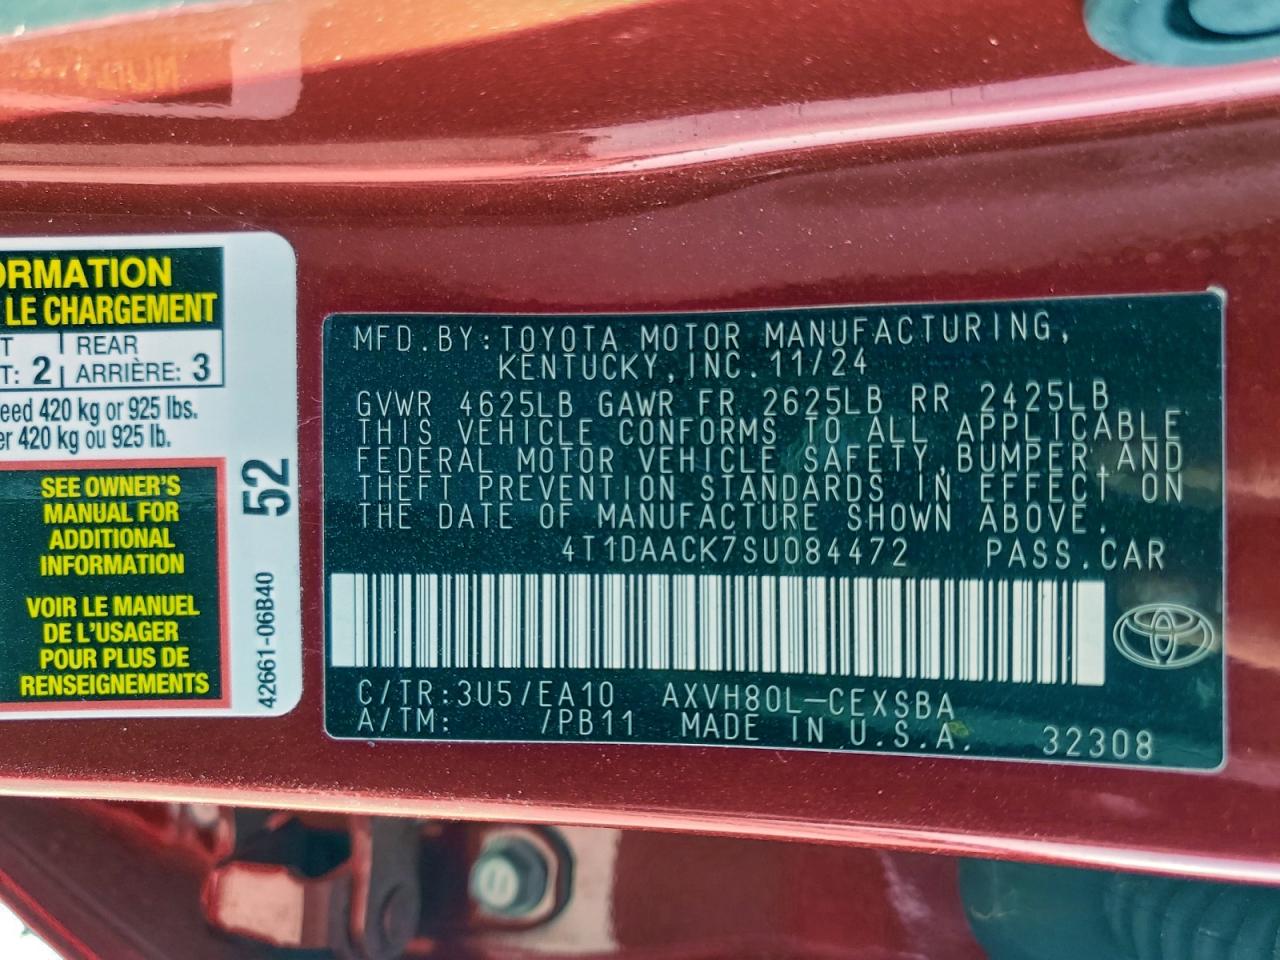 ORMATION
LE CHARGEMENT
T | REAR
T: 2 | ARRIÈRE: 3
eed 420 kg or 925 lbs.
er 420 kg ou 925 lb.
SEE OWNER'S
MANUAL FOR
ADDITIONAL
INFORMATION
VOIR LE MANUEL
DE L'USAGER
POUR PLUS DE
RENSEIGNEMENTS
52
42661-06B40
MFD.BY:TOYOTA MOTOR MANUFACTURING,
KENTUCKY,INC.11/24
GVWR 4625LB GAWR FR 2625LB RR 2425LB
THIS VEHICLE CONFORMS TO ALL APPLICABLE
FEDERAL MOTOR VEHICLE SAFETY,BUMPER,AND
THEFT PREVENTION STANDARDS IN EFFECT ON
THE DATE OF MANUFACTURE SHOWN ABOVE.
4T1DAACK7SU084472 PASS.CAR
C/TR:3U5/EA10 AXVH80L-CEXSBA
A/TM: /PB11 MADE IN U.S.A. 32308